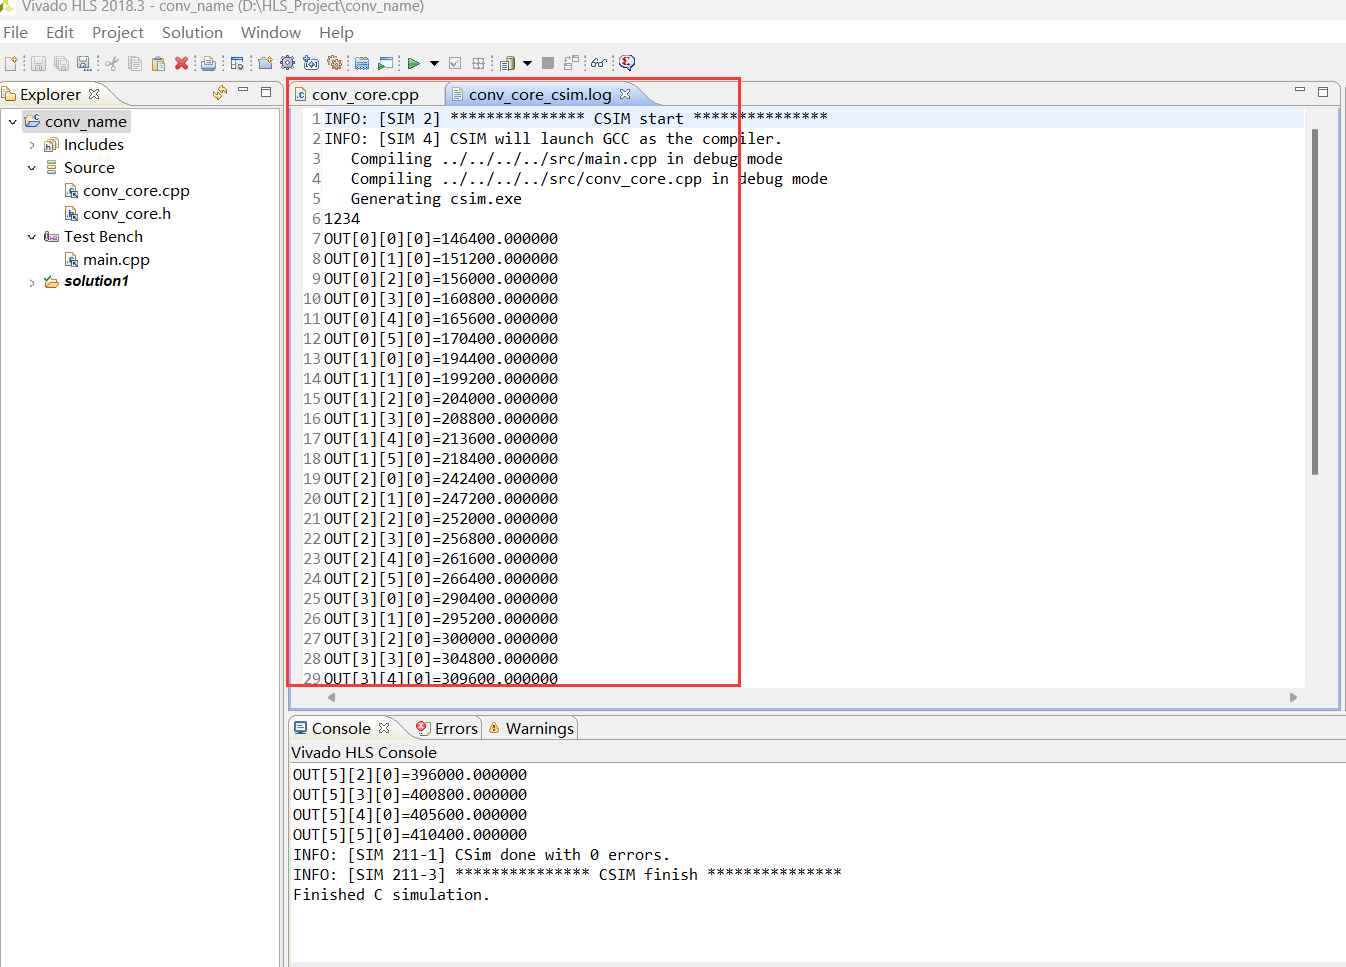 Vivado HLS 2018.3 - conv_name (D:\HLS_Project\conv_name)
File Edit Project Solution Window Help
Explorer
conv_name
Includes
Source
conv_core.cpp
conv_core.h
Test Bench
main.cpp
solution1
conv_core.cpp conv_core_csim.log
1 INFO: [SIM 2] *************** CSIM start ***************
2 INFO: [SIM 4] CSIM will launch GCC as the compiler.
3 Compiling ../../../../src/main.cpp in debug mode
4 Compiling ../../../../src/conv_core.cpp in debug mode
5 Generating csim.exe
6 1234
7 OUT[0][0][0]=146400.000000
8 OUT[0][1][0]=151200.000000
9 OUT[0][2][0]=156000.000000
10 OUT[0][3][0]=160800.000000
11 OUT[0][4][0]=165600.000000
12 OUT[0][5][0]=170400.000000
13 OUT[1][0][0]=194400.000000
14 OUT[1][1][0]=199200.000000
15 OUT[1][2][0]=204000.000000
16 OUT[1][3][0]=208800.000000
17 OUT[1][4][0]=213600.000000
18 OUT[1][5][0]=218400.000000
19 OUT[2][0][0]=242400.000000
20 OUT[2][1][0]=247200.000000
21 OUT[2][2][0]=252000.000000
22 OUT[2][3][0]=256800.000000
23 OUT[2][4][0]=261600.000000
24 OUT[2][5][0]=266400.000000
25 OUT[3][0][0]=290400.000000
26 OUT[3][1][0]=295200.000000
27 OUT[3][2][0]=300000.000000
28 OUT[3][3][0]=304800.000000
29 OUT[3][4][0]=309600.000000
Console Errors Warnings
Vivado HLS Console
OUT[5][2][0]=396000.000000
OUT[5][3][0]=400800.000000
OUT[5][4][0]=405600.000000
OUT[5][5][0]=410400.000000
INFO: [SIM 211-1] CSim done with 0 errors.
INFO: [SIM 211-3] *************** CSIM finish ***************
Finished C simulation.